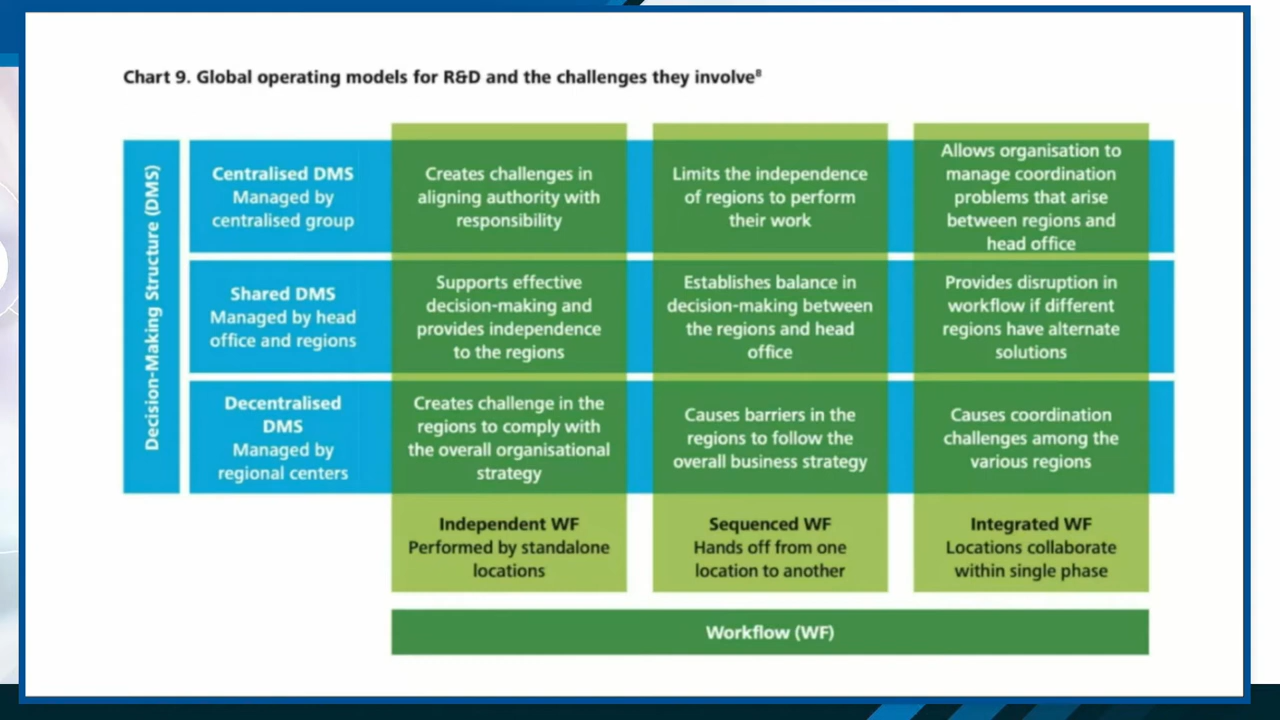 Chart 9. Global operating models for R&D and the challenges they involve⁸
Decision-Making Structure (DMS)
Centralised DMS
Managed by
centralised group
Creates challenges in
aligning authority with
responsibility
Limits the independence
of regions to perform
their work
Allows organisation to
manage coordination
problems that arise
between regions and
head office
Shared DMS
Managed by head
office and regions
Supports effective
decision-making and
provides independence
to the regions
Establishes balance in
decision-making between
the regions and head
office
Provides disruption in
workflow if different
regions have alternate
solutions
Decentralised
DMS
Managed by
regional centers
Creates challenge in the
regions to comply with
the overall organisational
strategy
Causes barriers in the
regions to follow the
overall business strategy
Causes coordination
challenges among the
various regions
Independent WF
Performed by standalone
locations
Sequenced WF
Hands off from one
location to another
Integrated WF
Locations collaborate
within single phase
Workflow (WF)